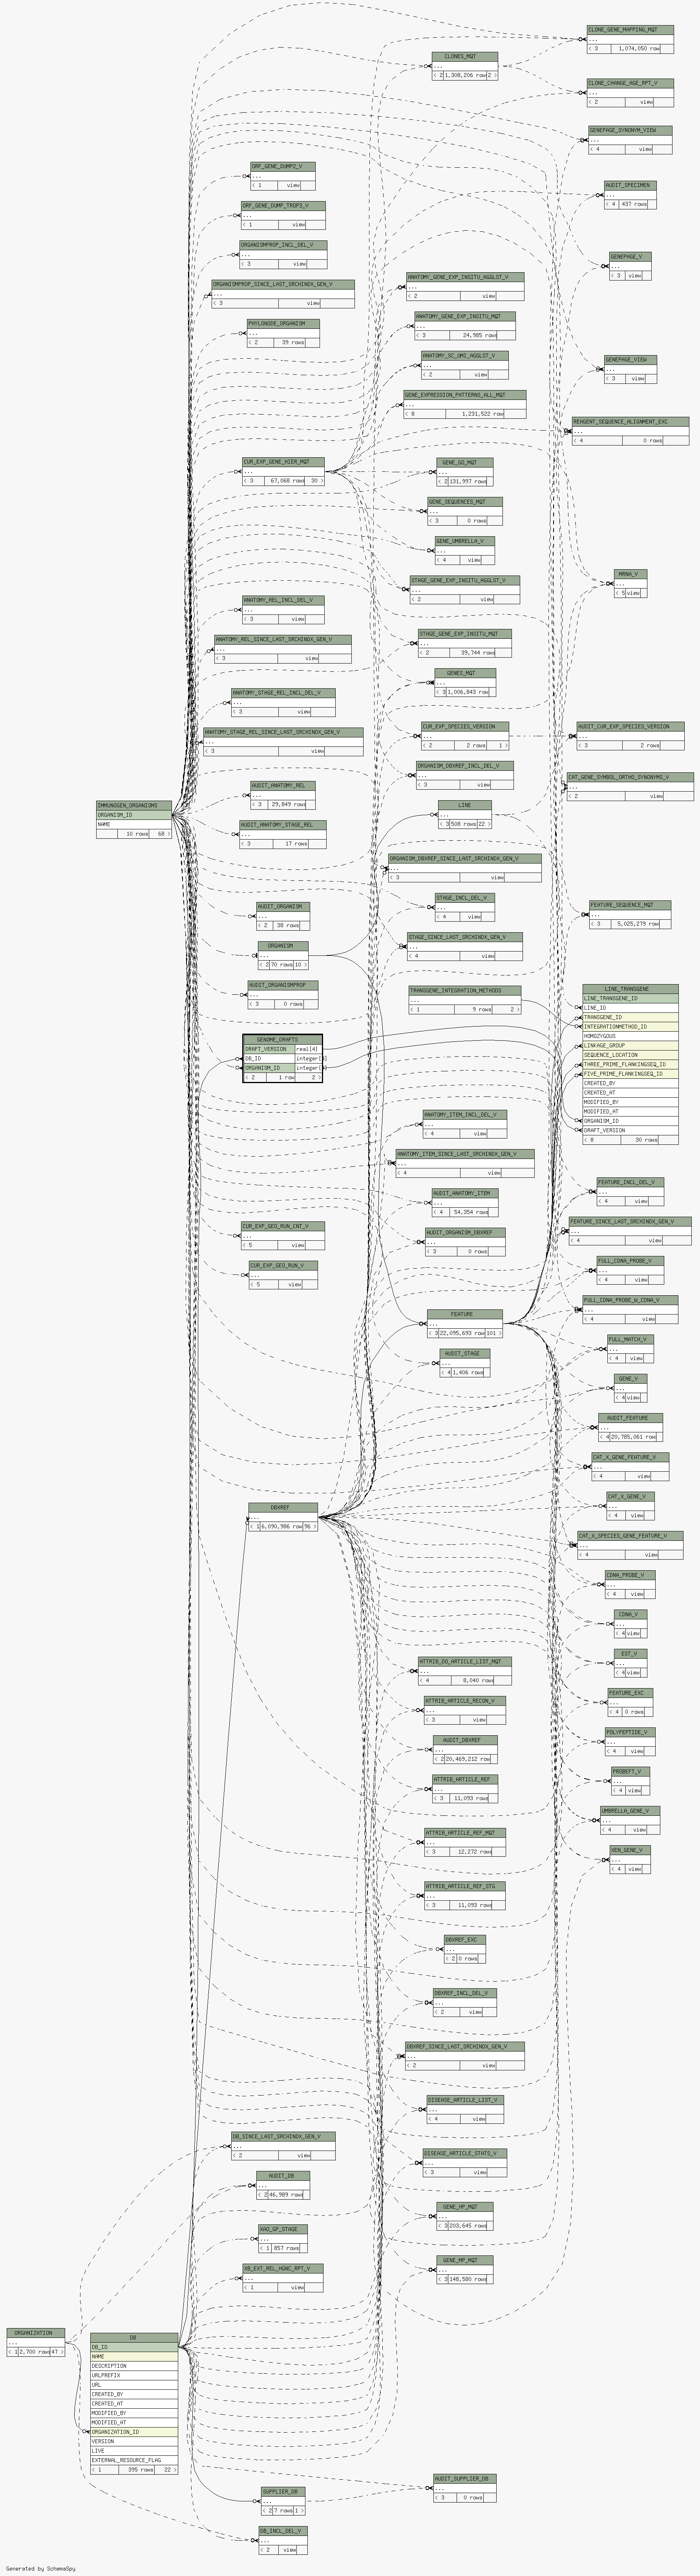 CLONE_GENE_MAPPING_MQT
...
< 3 1,074,050 row
CLONES_MQT
...
< 2 1,308,206 row 2 >
CLONE_CHANGE_AGE_RPT_V
...
< 2 view
GENEPAGE_SYNONYM_VIEW
...
< 4 view
ORF_GENE_DUMP2_V
...
< 1 view
AUDIT_SPECIMEN
...
< 4 437 rows
ORF_GENE_DUMP_TROP3_V
...
< 1 view
ORGANISMPROP_INCL_DEL_V
...
< 3 view
GENEPAGE_V
...
< 3 view
ORGANISMPROP_SINCE_LAST_SRCHINDX_GEN_V
...
< 3 view
ANATOMY_GENE_EXP_INSITU_AGGLST_V
...
< 2 view
PHYLONODE_ORGANISM
...
< 2 39 rows
ANATOMY_GENE_EXP_INSITU_MQT
...
< 3 24,985 rows
ANATOMY_SC_UMI_AGGLST_V
...
< 2 view
GENEPAGE_VIEW
...
< 3 view
GENE_EXPRESSION_PATTERNS_ALL_MQT
...
< 8 1,231,522 row
REAGENT_SEQUENCE_ALIGNMENT_EXC
...
< 4 0 rows
CUR_EXP_GENE_HIER_MQT
...
< 3 67,068 rows 30 >
GENE_GO_MQT
...
< 2 131,997 rows
GENE_SEQUENCES_MQT
...
< 3 0 rows
GENE_UMBRELLA_V
...
< 4 view
STAGE_GENE_EXP_INSITU_AGGLST_V
...
< 2 view
MRNA_V
...
< 5 view
ANATOMY_REL_INCL_DEL_V
...
< 3 view
STAGE_GENE_EXP_INSITU_MQT
...
< 2 39,744 rows
ANATOMY_REL_SINCE_LAST_SRCHINDX_GEN_V
...
< 3 view
GENES_MQT
...
< 3 1,006,843 row
ANATOMY_STAGE_REL_INCL_DEL_V
...
< 3 view
ANATOMY_STAGE_REL_SINCE_LAST_SRCHINDX_GEN_V
...
< 3 view
CUR_EXP_SPECIES_VERSION
...
< 2 2 rows 1 >
AUDIT_CUR_EXP_SPECIES_VERSION
...
< 3 2 rows
ORGANISM_DBXREF_INCL_DEL_V
...
< 3 view
CAT_GENE_SYMBOL_ORTHO_SYNONYMS_V
...
< 2 view
AUDIT_ANATOMY_REL
...
< 3 29,849 rows
IMMUNOGEN_ORGANISMS
ORGANISM_ID
NAME
10 rows 68 >
LINE
...
< 3 508 rows 22 >
AUDIT_ANATOMY_STAGE_REL
...
< 3 17 rows
ORGANISM_DBXREF_SINCE_LAST_SRCHINDX_GEN_V
...
< 3 view
AUDIT_ORGANISM
...
< 2 38 rows
STAGE_INCL_DEL_V
...
< 4 view
FEATURE_SEQUENCE_MQT
...
< 3 5,025,279 row
ORGANISM
...
< 2 70 rows 10 >
STAGE_SINCE_LAST_SRCHINDX_GEN_V
...
< 4 view
AUDIT_ORGANISMPROP
...
< 3 0 rows
TRANSGENE_INTEGRATION_METHODS
...
< 1 9 rows 2 >
LINE_TRANSGENE
LINE_TRANSGENE_ID
LINE_ID
TRANSGENE_ID
INTEGRATIONMETHOD_ID
HOMOZYGOUS
LINKAGE_GROUP
SEQUENCE_LOCATION
THREE_PRIME_FLANKINGSEQ_ID
FIVE_PRIME_FLANKINGSEQ_ID
CREATED_BY
CREATED_AT
MODIFIED_BY
MODIFIED_AT
ORGANISM_ID
DRAFT_VERSION
< 8 30 rows
GENOME_DRAFTS
DRAFT_VERSION real[4]
DB_ID integer[
ORGANISM_ID integer[
< 2 1 row 2 >
ANATOMY_ITEM_INCL_DEL_V
...
< 4 view
ANATOMY_ITEM_SINCE_LAST_SRCHINDX_GEN_V
...
< 4 view
AUDIT_ANATOMY_ITEM
...
< 4 54,354 rows
FEATURE_INCL_DEL_V
...
< 4 view
CUR_EXP_GEO_RUN_CNT_V
...
< 5 view
AUDIT_ORGANISM_DBXREF
...
< 3 0 rows
FEATURE_SINCE_LAST_SRCHINDX_GEN_V
...
< 4 view
CUR_EXP_GEO_RUN_V
...
< 5 view
FULL_CDNA_PROBE_V
...
< 4 view
FEATURE
...
< 3 22,095,693 row 101 >
FULL_CDNA_PROBE_W_CDNA_V
...
< 4 view
AUDIT_STAGE
...
< 4 1,406 rows
FULL_MATCH_V
...
< 4 view
GENE_V
...
< 4 view
AUDIT_FEATURE
...
< 4 20,785,061 row
CAT_X_GENE_FEATURE_V
...
< 4 view
DBXREF
...
< 1 6,090,986 row 96 >
CAT_X_GENE_V
...
< 4 view
CAT_X_SPECIES_GENE_FEATURE_V
...
< 4 view
CDNA_PROBE_V
...
< 4 view
CDNA_V
...
< 4 view
EST_V
...
< 4 view
ATTRIB_DO_ARTICLE_LIST_MQT
...
< 4 8,040 rows
FEATURE_EXC
...
< 4 0 rows
ATTRIB_ARTICLE_RECON_V
...
< 3 view
POLYPEPTIDE_V
...
< 4 view
AUDIT_DBXREF
...
< 2 20,469,212 row
PROBEFT_V
...
< 4 view
ATTRIB_ARTICLE_REF
...
< 3 11,093 rows
UMBRELLA_GENE_V
...
< 4 view
ATTRIB_ARTICLE_REF_MQT
...
< 3 12,272 rows
XEN_GENE_V
...
< 4 view
ATTRIB_ARTICLE_REF_STG
...
< 3 11,093 rows
DBXREF_EXC
...
< 2 0 rows
DBXREF_INCL_DEL_V
...
< 2 view
DBXREF_SINCE_LAST_SRCHINDX_GEN_V
...
< 2 view
DISEASE_ARTICLE_LIST_V
...
< 4 view
DB_SINCE_LAST_SRCHINDX_GEN_V
...
< 2 view
DISEASE_ARTICLE_STATS_V
...
< 3 view
AUDIT_DB
...
< 2 46,989 rows
GENE_HP_MQT
...
< 3 203,645 rows
XAO_GP_STAGE
...
< 1 857 rows
GENE_MP_MQT
...
< 3 148,580 rows
XB_EXT_REL_HGNC_RPT_V
...
< 1 view
ORGANIZATION
...
< 1 2,700 rows 47 >
DB
DB_ID
NAME
DESCRIPTION
URLPREFIX
URL
CREATED_BY
CREATED_AT
MODIFIED_BY
MODIFIED_AT
ORGANIZATION_ID
VERSION
LIVE
EXTERNAL_RESOURCE_FLAG
< 1 395 rows 22 >
SUPPLIER_DB
...
< 2 7 rows 1 >
AUDIT_SUPPLIER_DB
...
< 3 0 rows
DB_INCL_DEL_V
...
< 2 view
Generated by SchemaSpy